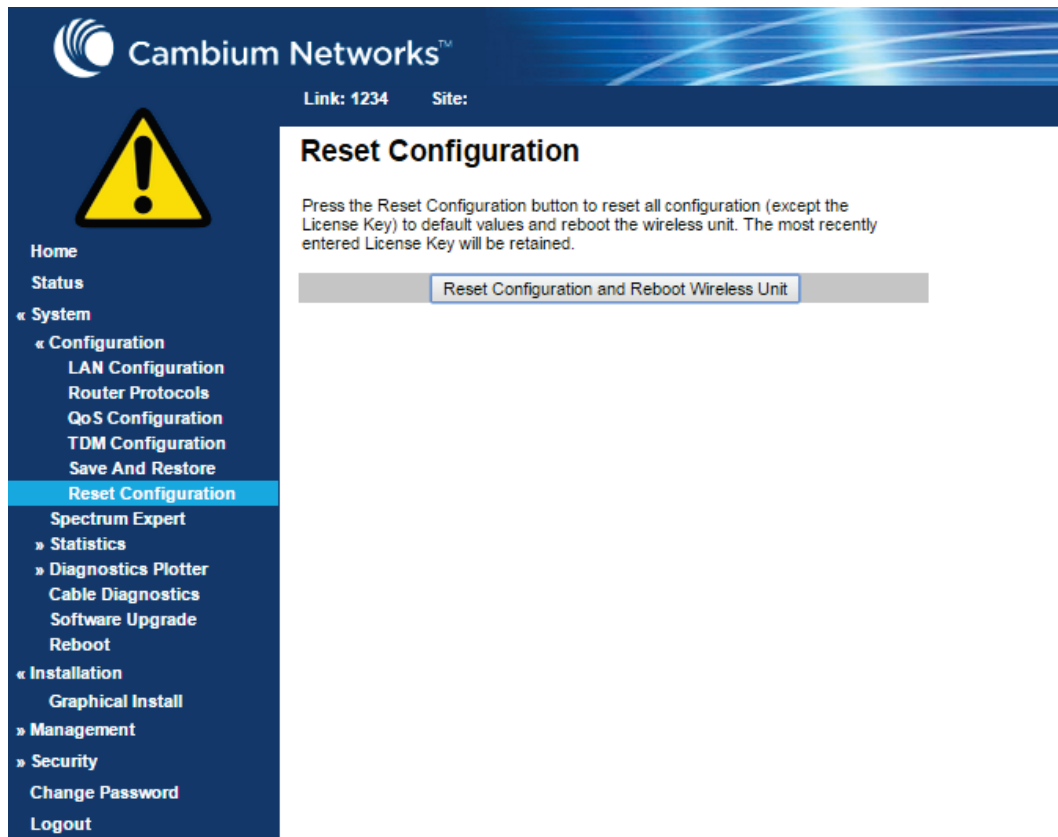 Cambium Networks™
Link: 1234 Site:
Reset Configuration
Press the Reset Configuration button to reset all configuration (except the
License Key) to default values and reboot the wireless unit. The most recently
entered License Key will be retained.
Reset Configuration and Reboot Wireless Unit
Home
Status
« System
« Configuration
LAN Configuration
Router Protocols
QoS Configuration
TDM Configuration
Save And Restore
Reset Configuration
Spectrum Expert
» Statistics
» Diagnostics Plotter
Cable Diagnostics
Software Upgrade
Reboot
« Installation
Graphical Install
» Management
» Security
Change Password
Logout